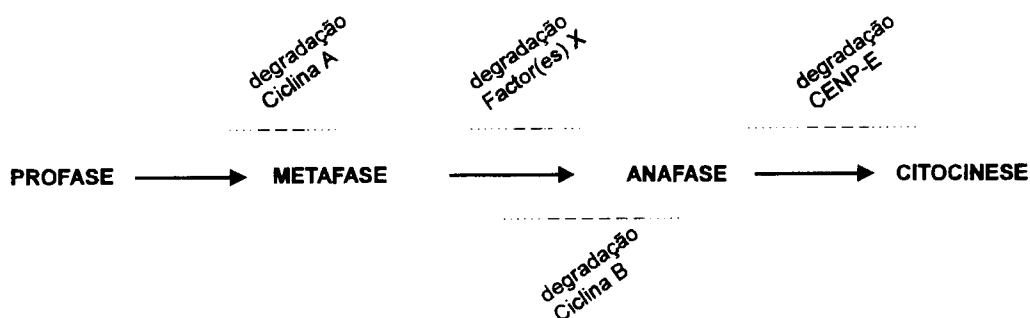 degradação
Ciclina A
degradação
Factor(es) X
degradação
CENP-E
PROFASE
METAFASE
ANAFASE
CITOCINESE
degradação
Ciclina B